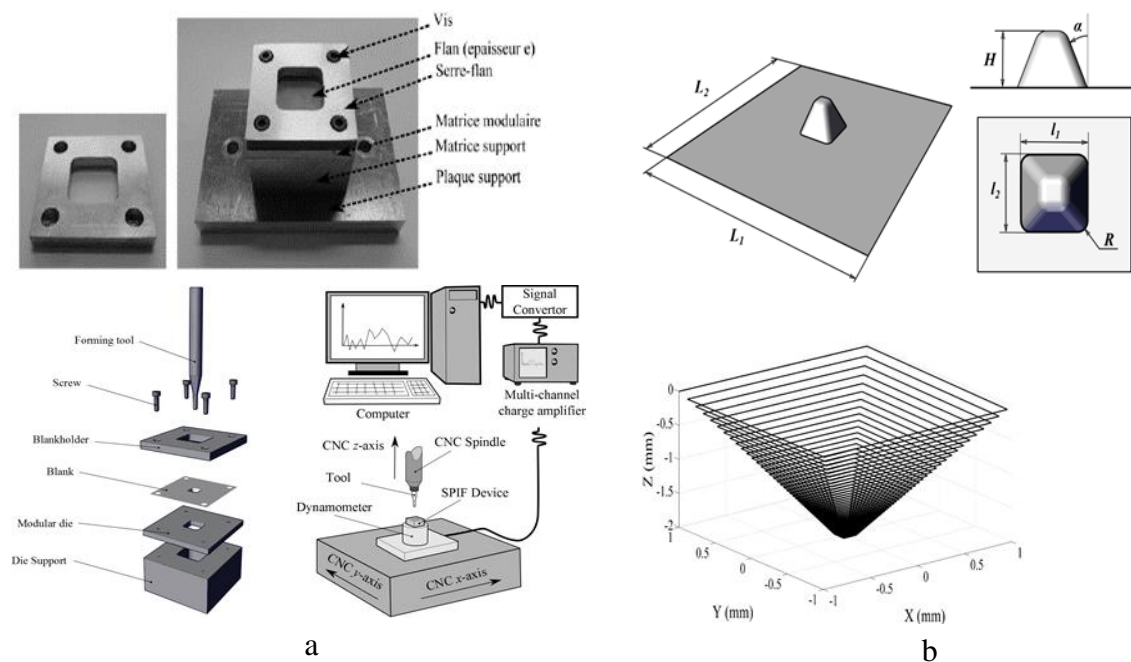 Vis
Flan (epaisseur e)
Serre-flan
Matrice modulaire
Matrice support
Plaque support
Forming tool
Screw
Blankholder
Blank
Modular die
Die Support
Signal
Convertor
Computer
Multi-channel
charge amplifier
CNC z-axis
CNC Spindle
Tool
SPIF Device
Dynamometer
CNC y-axis
CNC x-axis
a
L2
L1
H
α
l1
l2
R
0
-0.5
-1
-1.5
-2
Z (mm)
1
0.5
0
-0.5
-1
Y (mm)
-1
-0.5
0
0.5
1
X (mm)
b